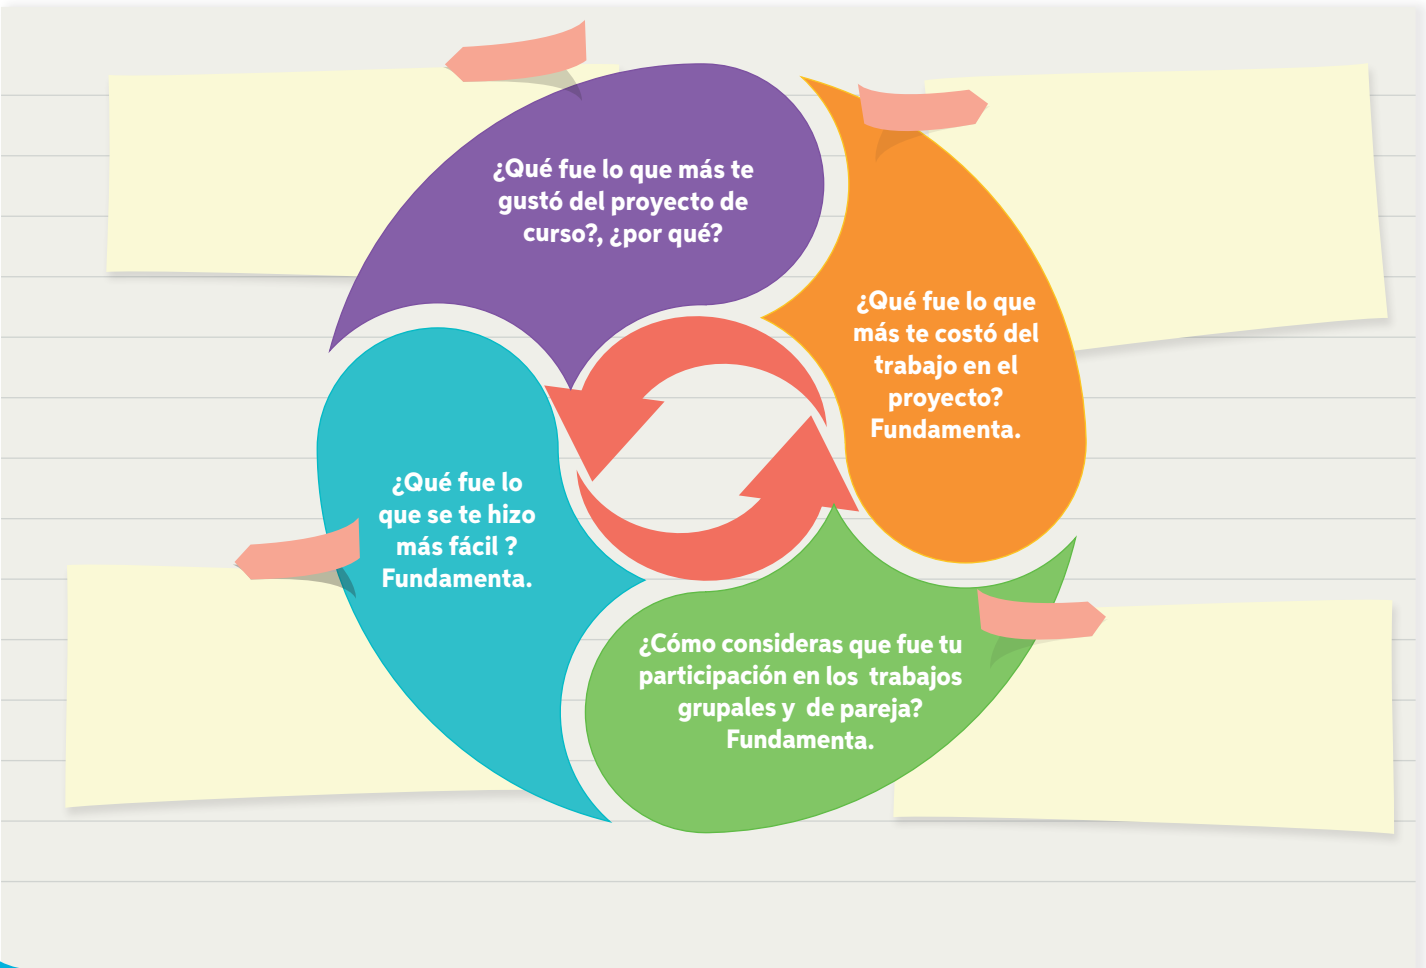 ¿Qué fue lo que más te
gustó del proyecto de
curso?, ¿por qué?
¿Qué fue lo que
más te costó del
trabajo en el
proyecto?
Fundamenta.
¿Qué fue lo
que se te hizo
más fácil ?
Fundamenta.
¿Cómo consideras que fue tu
participación en los  trabajos
grupales y  de pareja?
Fundamenta.